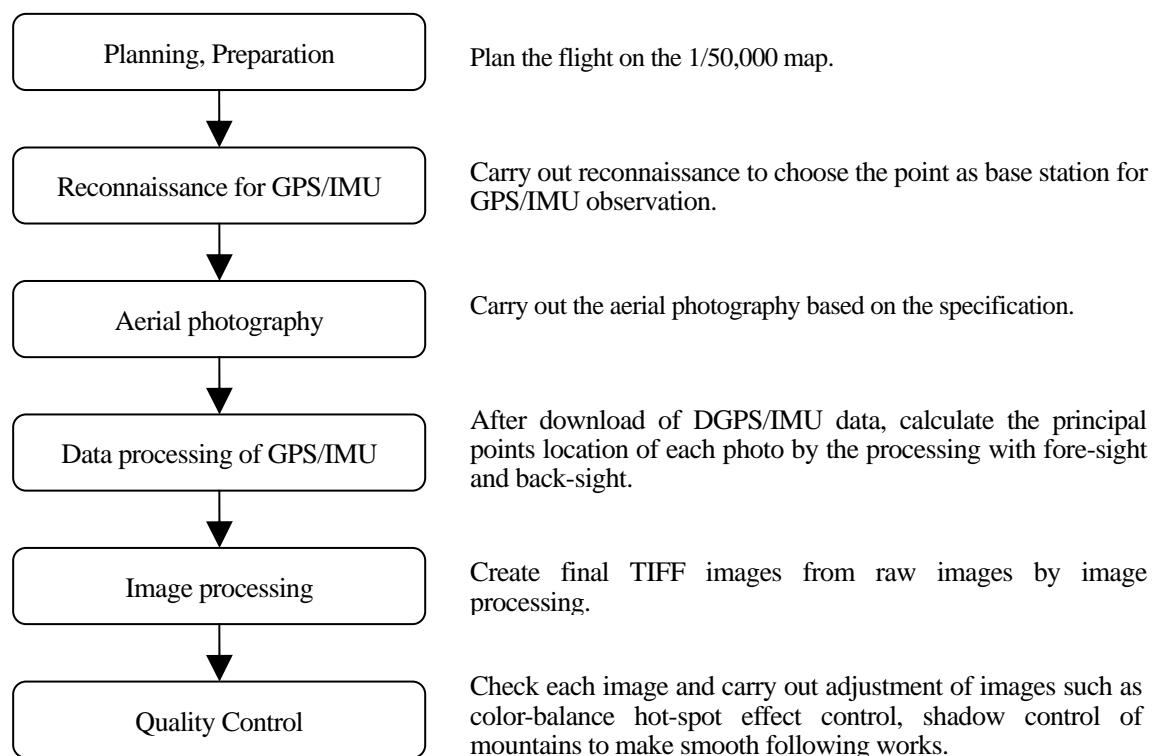 Planning, Preparation
Plan the flight on the 1/50,000 map.
Reconnaissance for GPS/IMU
Carry out reconnaissance to choose the point as base station for
GPS/IMU observation.
Aerial photography
Carry out the aerial photography based on the specification.
Data processing of GPS/IMU
After download of DGPS/IMU data, calculate the principal
points location of each photo by the processing with fore-sight
and back-sight.
Image processing
Create final TIFF images from raw images by image
processing.
Quality Control
Check each image and carry out adjustment of images such as
color-balance hot-spot effect control, shadow control of
mountains to make smooth following works.